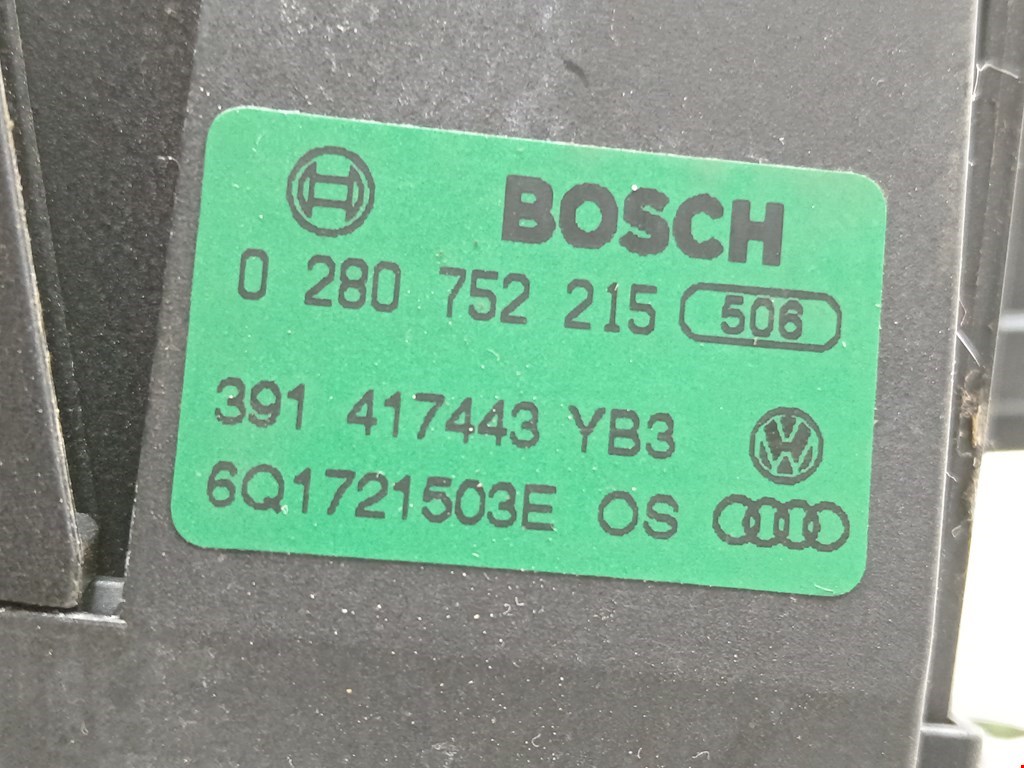 BOSCH
0 280 752 215 506
391 417443 YB3
6Q1721503E OS